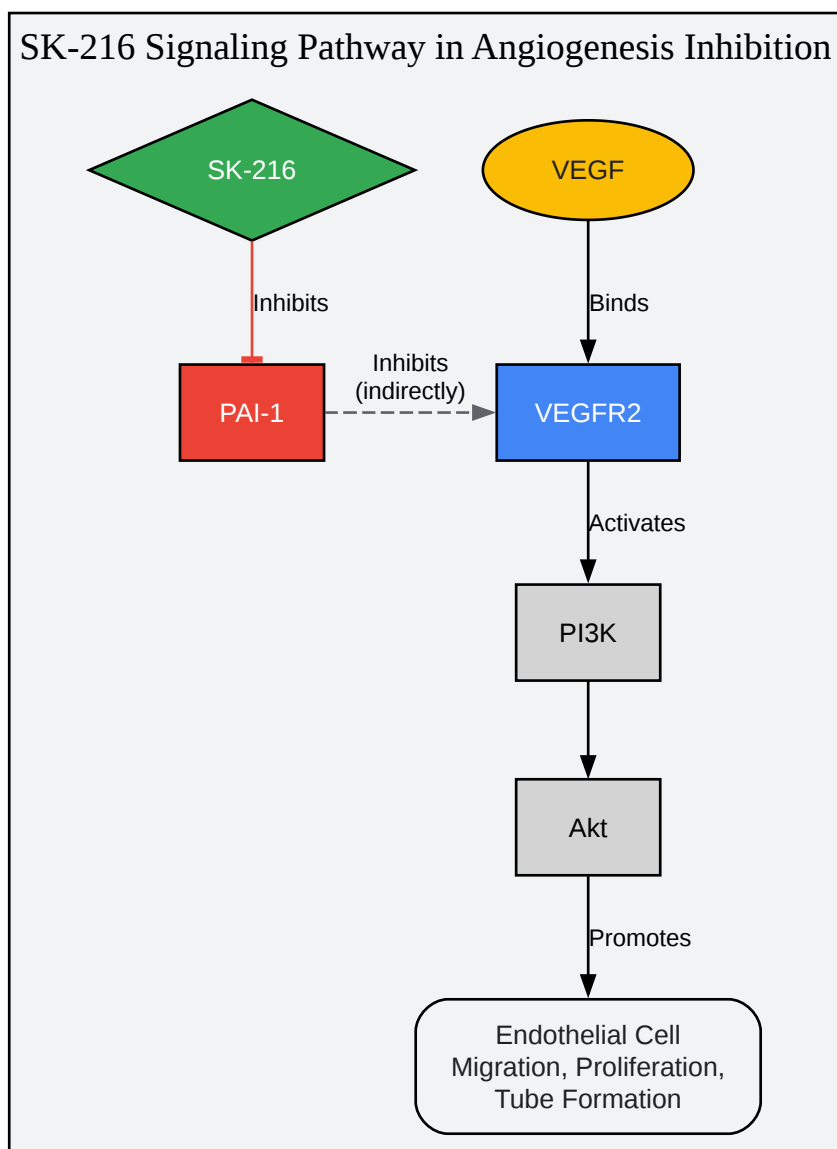 SK-216 Signaling Pathway in Angiogenesis Inhibition
SK-216
VEGF
Inhibits
Binds
PAI-1
Inhibits
(indirectly)
VEGFR2
Activates
PI3K
Akt
Promotes
Endothelial Cell
Migration, Proliferation,
Tube Formation